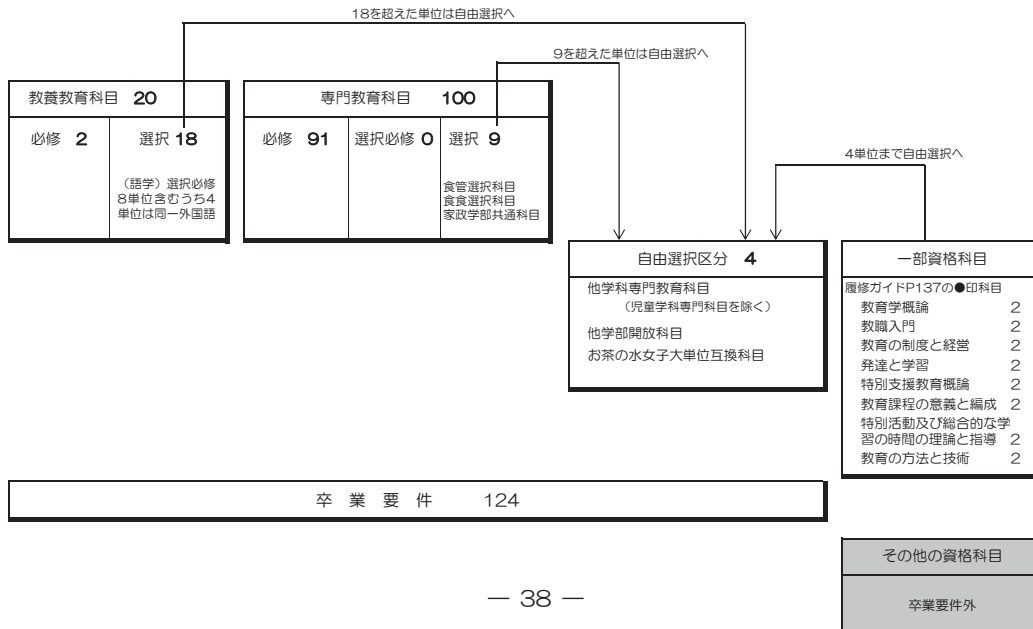 18を超えた単位は自由選択へ
9を超えた単位は自由選択へ
教養教育科目 20
必修 2
選択 18
(語学)選択必修
8単位含むうち4
単位は同一外国語
専門教育科目 100
必修 91
選択必修 0
選択 9
食管選択科目
食食選択科目
家政学部共通科目
4単位まで自由選択へ
自由選択区分 4
他学科専門教育科目
(児童学科専門科目を除く)
他学部開放科目
お茶の水女子大単位互換科目
一部資格科目
履修ガイドP137の●印科目
教育学概論 2
教職入門 2
教育の制度と経営 2
発達と学習 2
特別支援教育概論 2
教育課程の意義と編成 2
特別活動及び総合的な学
習の時間の理論と指導 2
教育の方法と技術 2
卒業要件 124
その他の資格科目
卒業要件外
― 38 ―